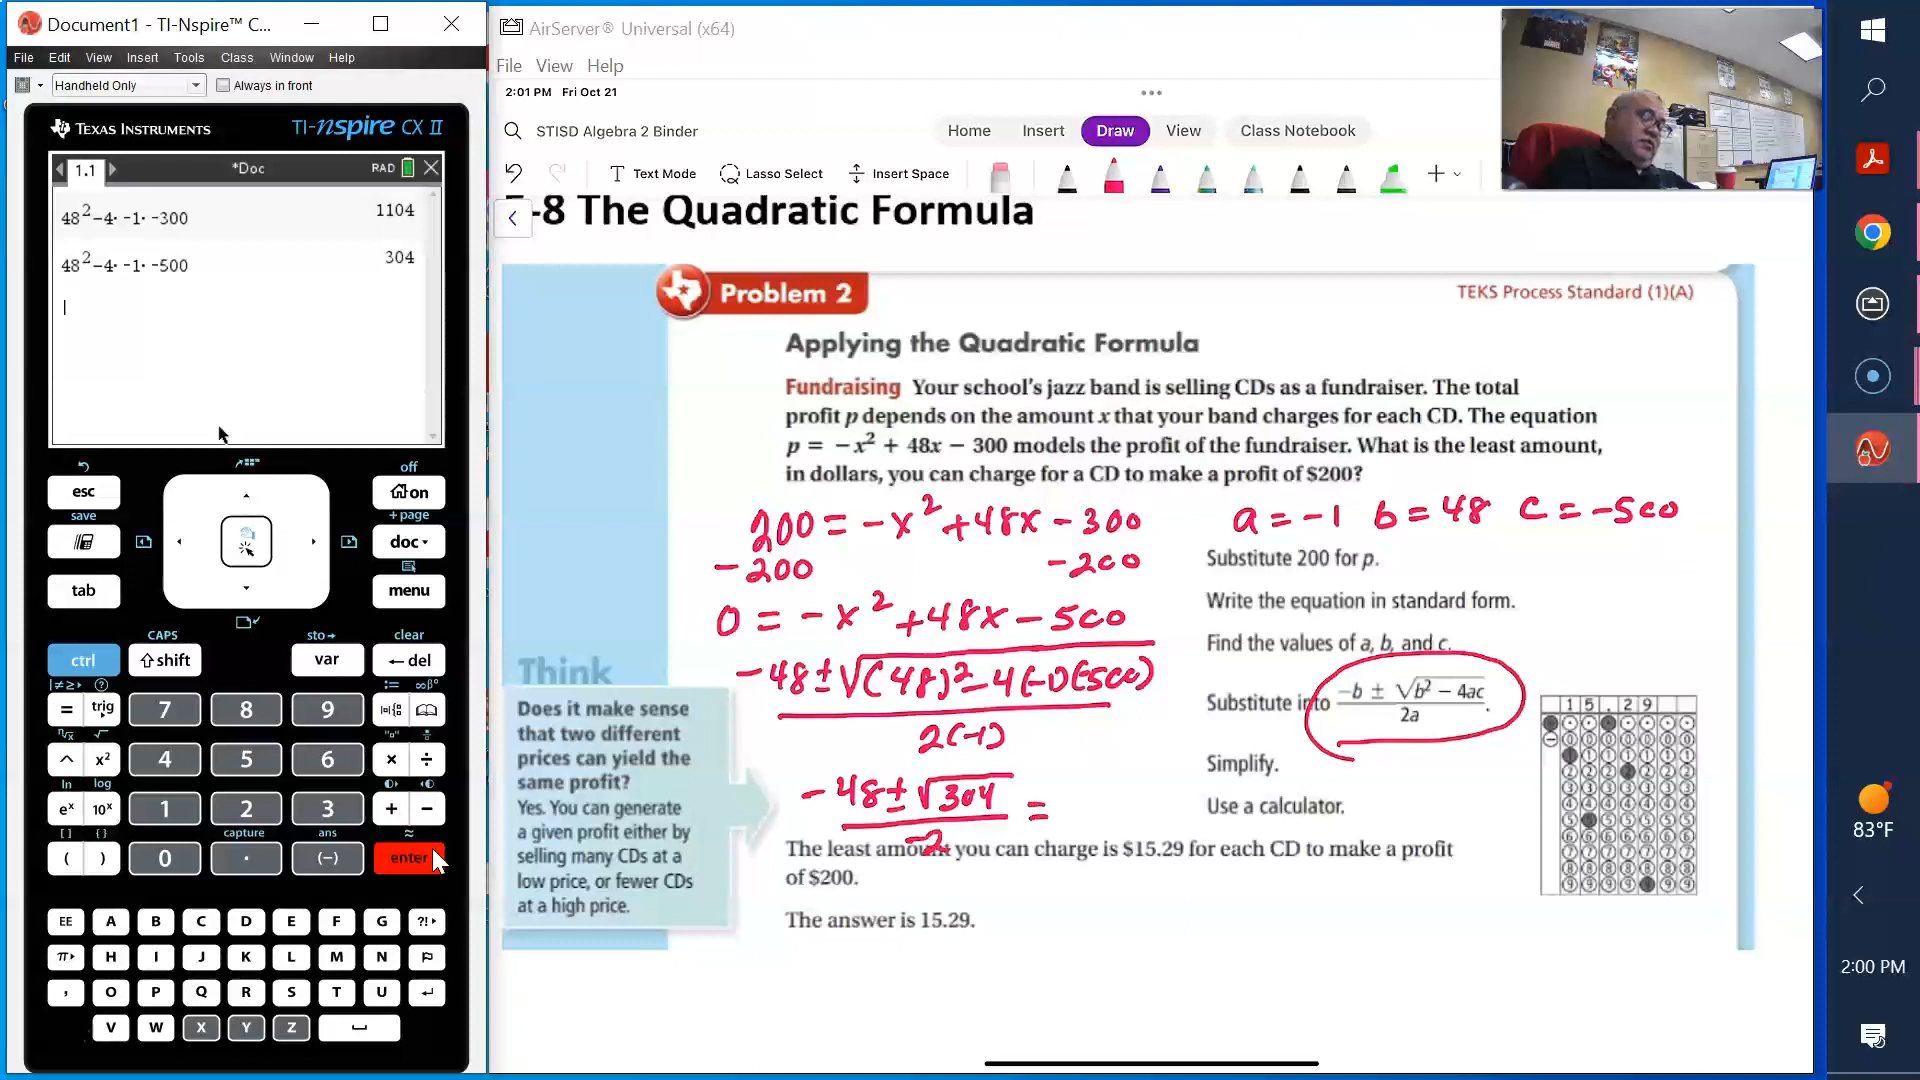 Document1 - TI-Nspire™ C...
File Edit View Insert Tools Class Window Help
Handheld Only Always in front
TEXAS INSTRUMENTS TI-nspire CX II
1.1 *Doc RAD
48²−4· -1· -300 1104
48²−4· -1· -500 304
off
esc on
save + page
doc
tab menu
CAPS sto→ clear
ctrl shift var ← del
= trig 7 8 9
n√x √
^ x² 4 5 6 × ÷
ln log
eˣ 10ˣ 1 2 3 + −
[ ] { } capture ans ≈
( ) 0 . (−) enter
EE A B C D E F G ?!▸
π▸ H I J K L M N
, O P Q R S T U ↵
V W X Y Z
AirServer® Universal (x64)
File View Help
2:01 PM Fri Oct 21
STISD Algebra 2 Binder Home Insert Draw View Class Notebook
Text Mode Lasso Select Insert Space
-8 The Quadratic Formula
Problem 2 TEKS Process Standard (1)(A)
Applying the Quadratic Formula
Fundraising Your school's jazz band is selling CDs as a fundraiser. The total
profit p depends on the amount x that your band charges for each CD. The equation
p = −x² + 48x − 300 models the profit of the fundraiser. What is the least amount,
in dollars, you can charge for a CD to make a profit of $200?
200 = -x² +48x - 300 a = -1 b = 48 c = -500
-200 -200
0 = -x² +48x - 500
-48 ± √(48)² - 4(-1)(-500)
2(-1)
-48 ± √304 =
-2
Substitute 200 for p.
Write the equation in standard form.
Find the values of a, b, and c.
Substitute into −b ± √b² − 4ac
2a.
Simplify.
Use a calculator.
The least amount you can charge is $15.29 for each CD to make a profit
of $200.
The answer is 15.29.
Think
Does it make sense
that two different
prices can yield the
same profit?
Yes. You can generate
a given profit either by
selling many CDs at a
low price, or fewer CDs
at a high price.
1 5 . 2 9
83°F
2:00 PM